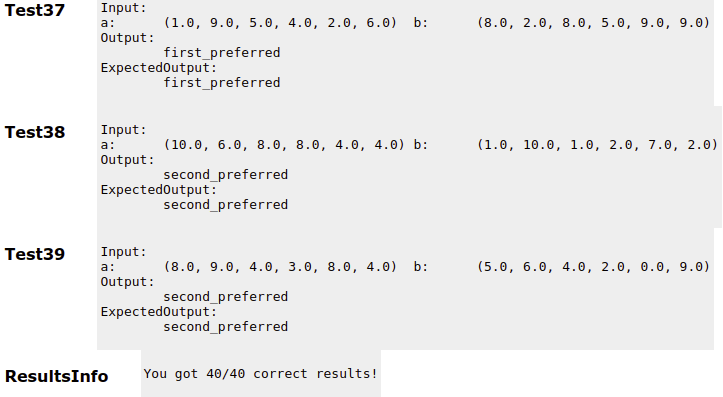 Test37
Input:
a: (1.0, 9.0, 5.0, 4.0, 2.0, 6.0) b: (8.0, 2.0, 8.0, 5.0, 9.0, 9.0)
Output:
first_preferred
ExpectedOutput:
first_preferred
Test38
Input:
a: (10.0, 6.0, 8.0, 8.0, 4.0, 4.0) b: (1.0, 10.0, 1.0, 2.0, 7.0, 2.0)
Output:
second_preferred
ExpectedOutput:
second_preferred
Test39
Input:
a: (8.0, 9.0, 4.0, 3.0, 8.0, 4.0) b: (5.0, 6.0, 4.0, 2.0, 0.0, 9.0)
Output:
second_preferred
ExpectedOutput:
second_preferred
ResultsInfo
You got 40/40 correct results!